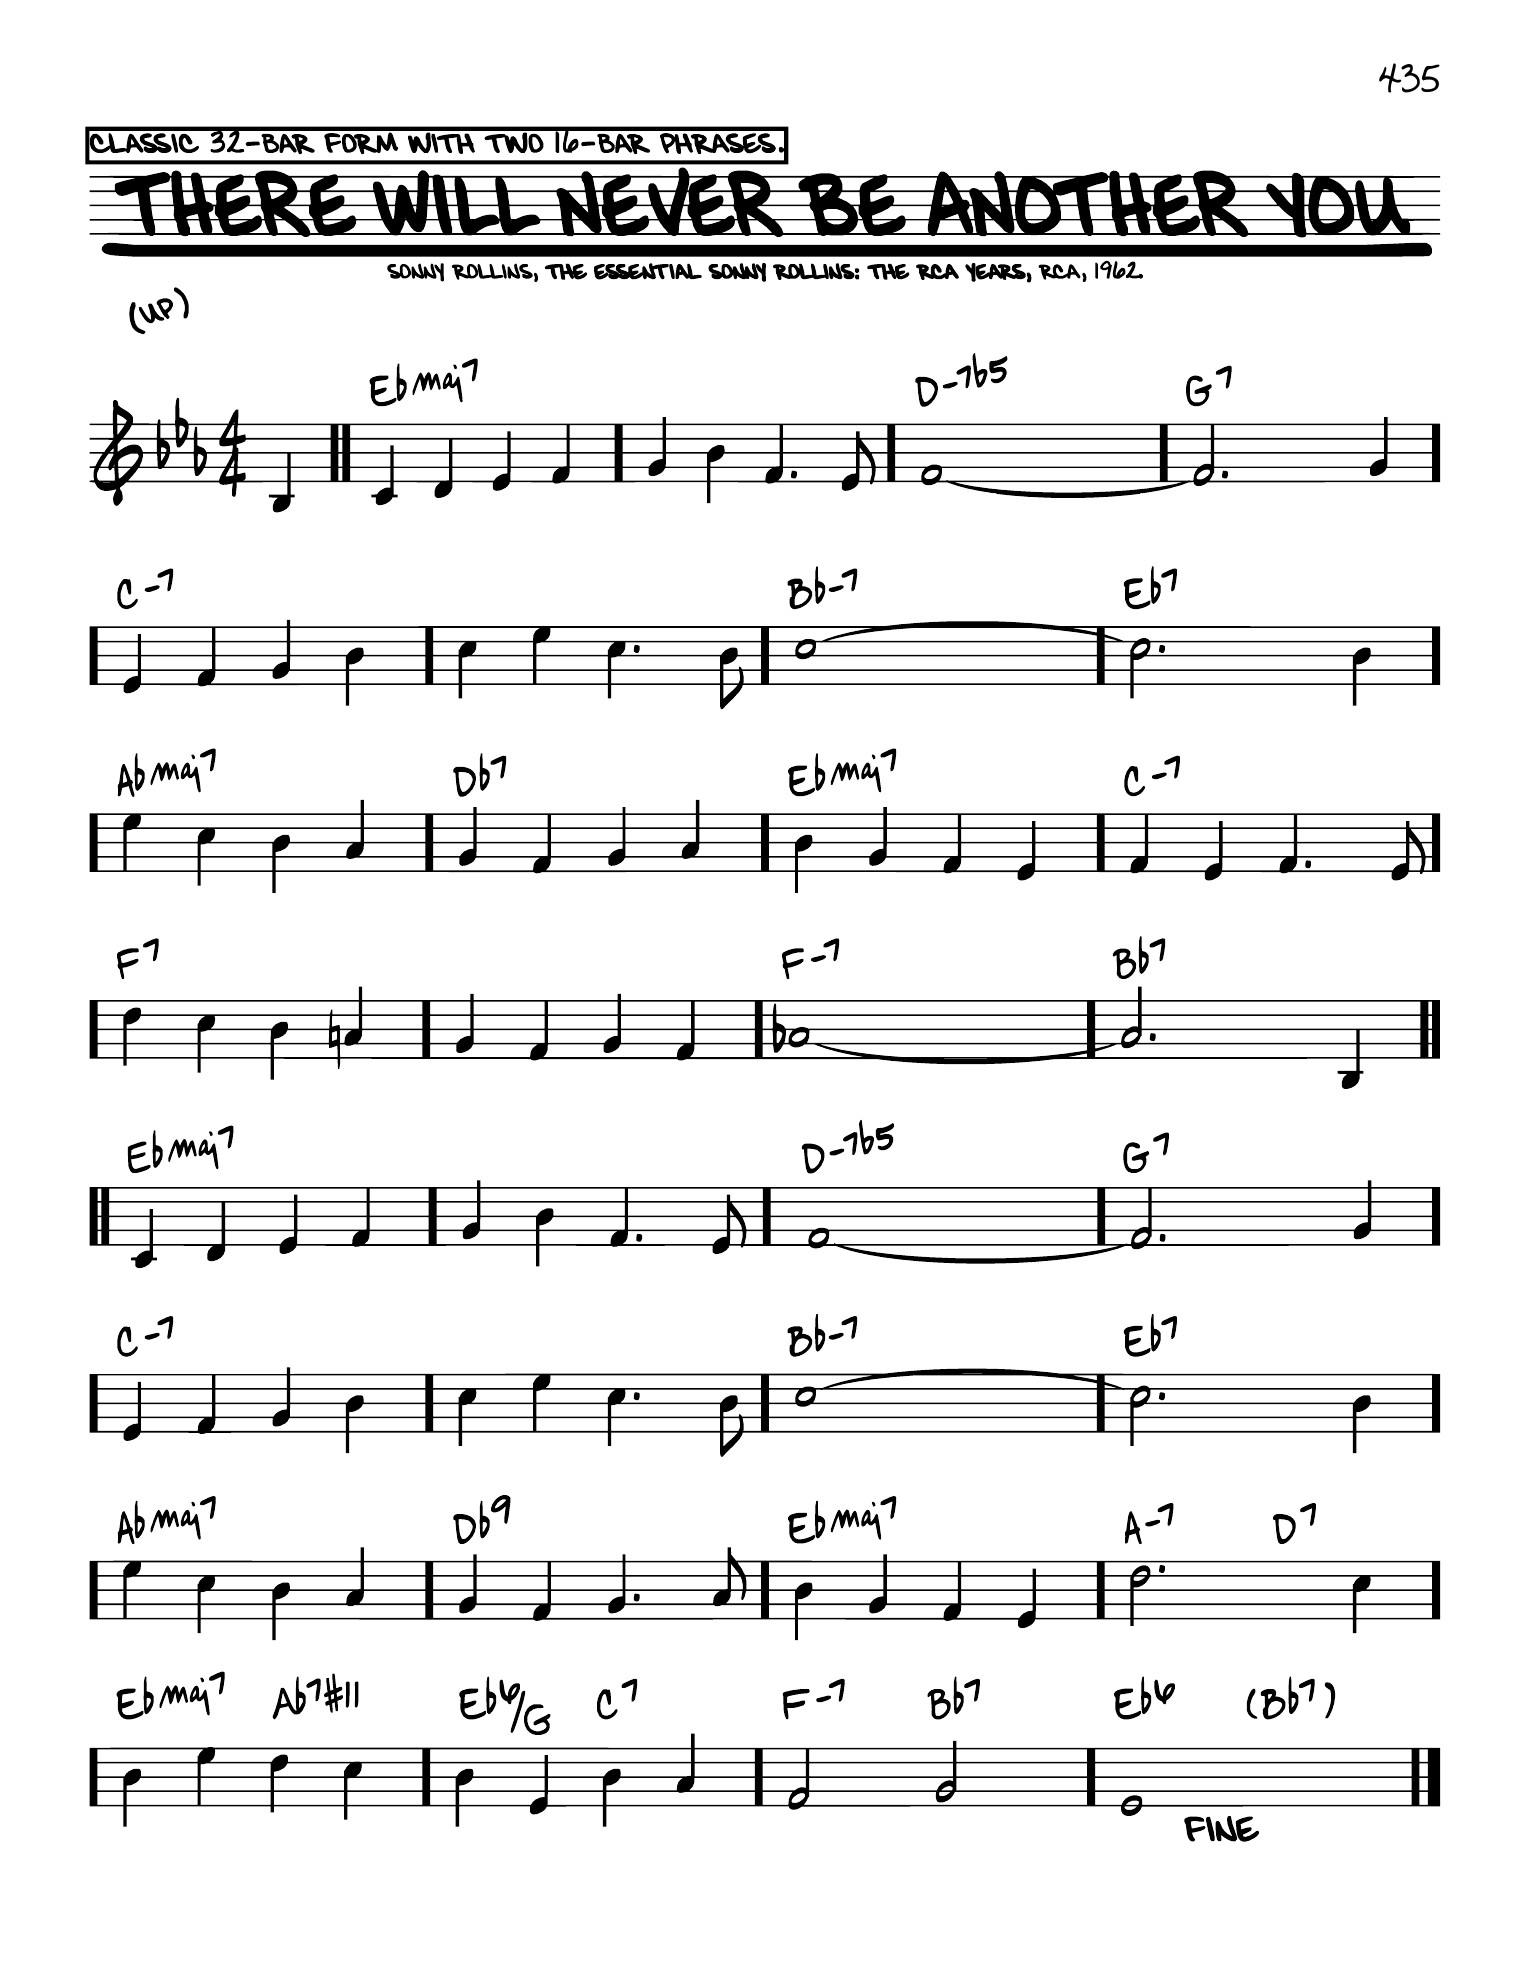 435
CLASSIC 32-BAR FORM WITH TWO 16-BAR PHRASES.
THERE WILL NEVER BE ANOTHER YOU
SONNY ROLLINS, THE ESSENTIAL SONNY ROLLINS: THE RCA YEARS, RCA, 1962.
(UP)
Ebmaj7 D-7b5 G7
4
4
C-7 Bb-7 Eb7
Abmaj7 Db7 Ebmaj7 C-7
F7 F-7 Bb7
Ebmaj7 D-7b5 G7
C-7 Bb-7 Eb7
Abmaj7 Db9 Ebmaj7 A-7 D7
Ebmaj7 Ab7#11 Eb6/G C7 F-7 Bb7 Eb6 (Bb7)
FINE